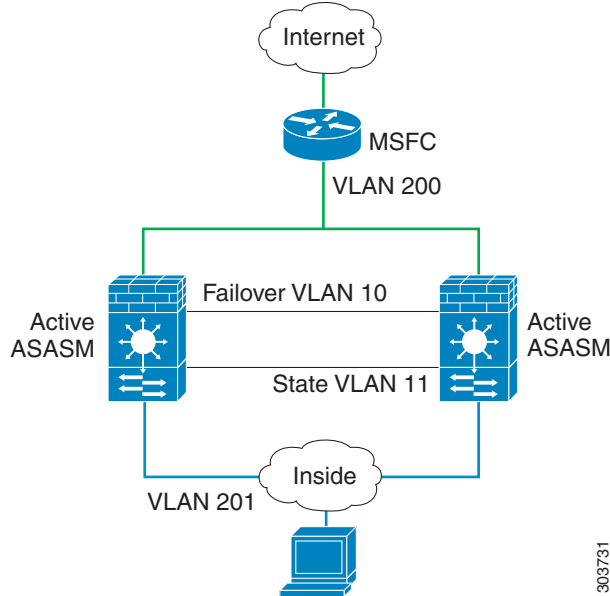 Internet
MSFC
VLAN 200
Failover VLAN 10
Active
ASASM
Active
ASASM
State VLAN 11
Inside
VLAN 201
303731